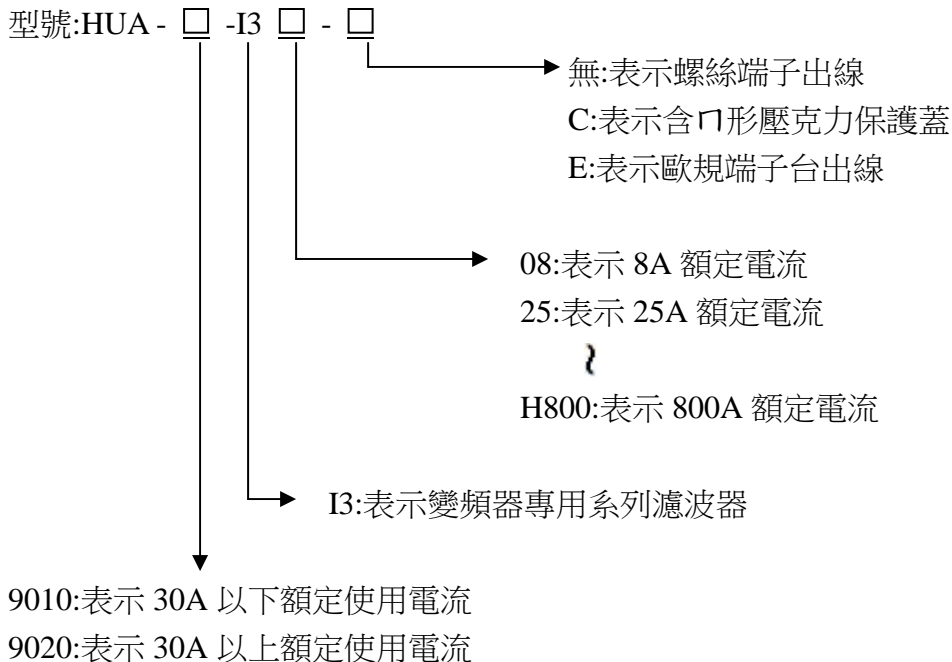 型號:HUA - □ -I3 □ - □
無:表示螺絲端子出線
C:表示含ㄇ形壓克力保護蓋
E:表示歐規端子台出線
08:表示 8A 額定電流
25:表示 25A 額定電流
~
H800:表示 800A 額定電流
I3:表示變頻器專用系列濾波器
9010:表示 30A 以下額定使用電流
9020:表示 30A 以上額定使用電流